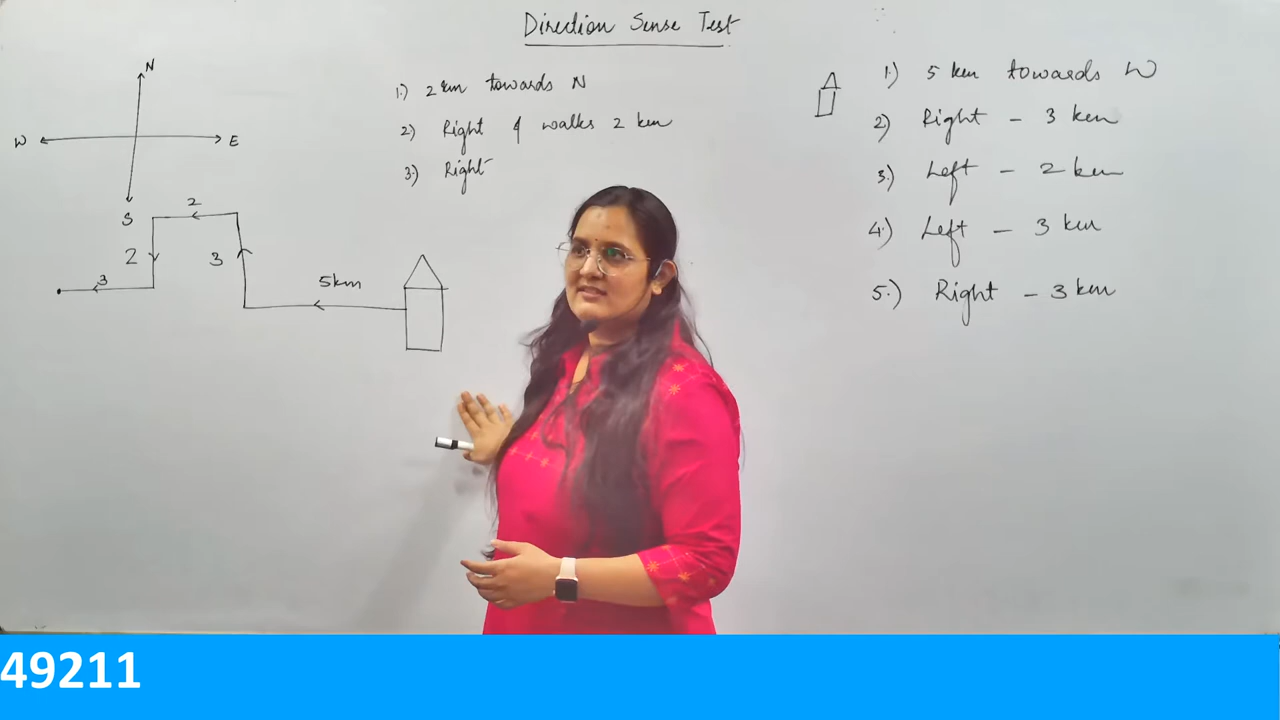 Direction Sense Test
N
W
E
S
2
2
3
3
5km
1.) 2 km towards N
2) Right & walks 2 km
3.) Right
1.) 5 km towards W
2) Right - 3 km
3.) Left - 2 km
4.) Left - 3 km
5.) Right - 3 km
49211